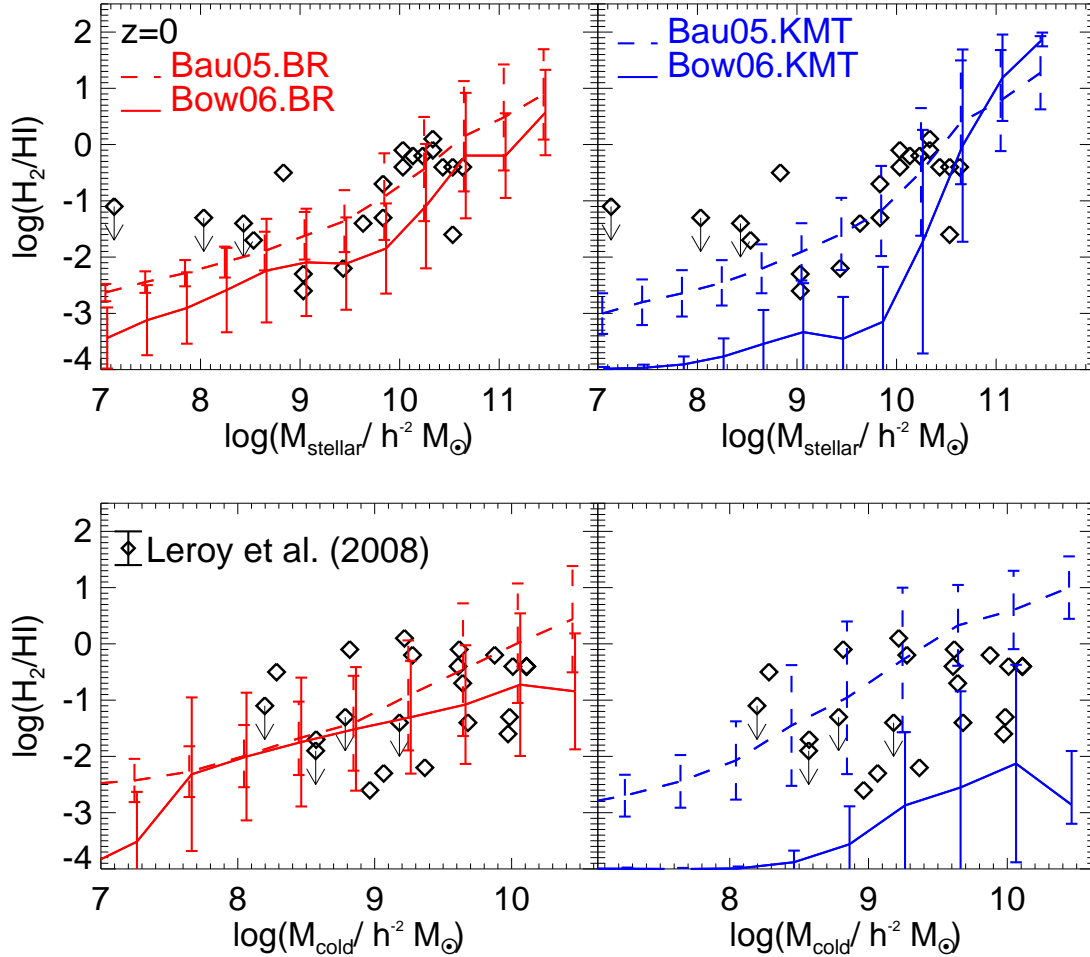 z=0
Bau05.BR
Bow06.BR
Bau05.KMT
Bow06.KMT
log(H2/HI)
2
1
0
-1
-2
-3
-4
7 8 9 10 11
7 8 9 10 11
log(Mstellar/ h-2 M⊙)
log(Mstellar/ h-2 M⊙)
Leroy et al. (2008)
log(H2/HI)
2
1
0
-1
-2
-3
-4
7 8 9 10
8 9 10
log(Mcold/ h-2 M⊙)
log(Mcold/ h-2 M⊙)